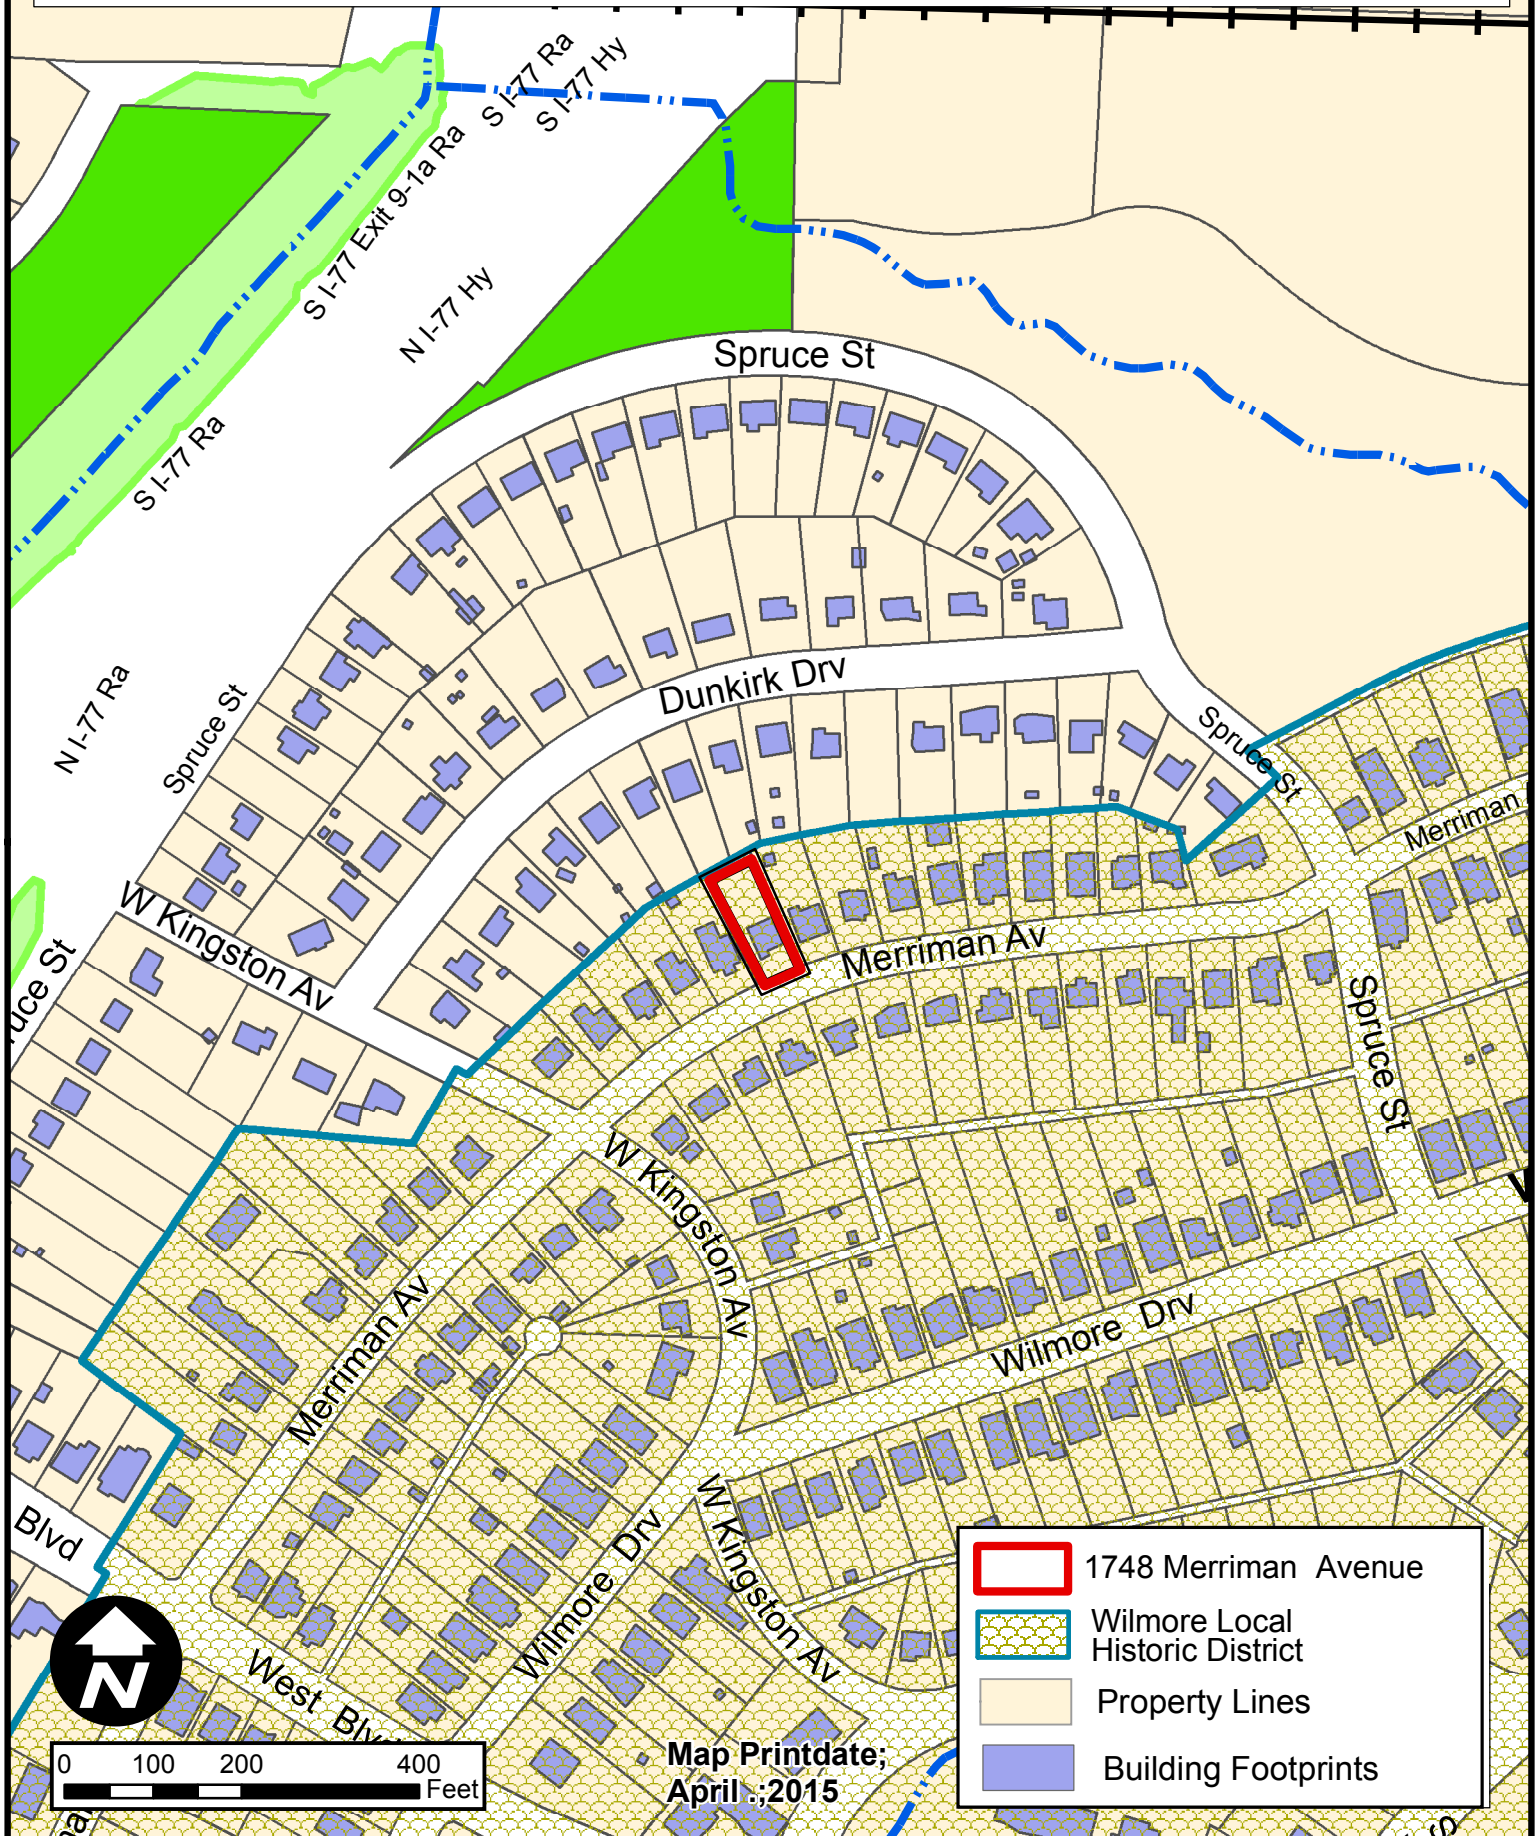 S I-77 Ra
S I-77 Hy
S I-77 Exit 9-1a Ra
N I-77 Hy
Spruce St
S I-77 Ra
N I-77 Ra
Spruce St
Dunkirk Drv
Spruce St
Merriman
W Kingston Av
Merriman Av
Spruce St
W Kingston Av
Merriman Av
Wilmore Drv
Blvd
W Kingston Av
Wilmore Drv
West Blvd
N
0 100 200 400
Feet
Map Printdate;
April .;2015
1748 Merriman Avenue
Wilmore Local
Historic District
Property Lines
Building Footprints